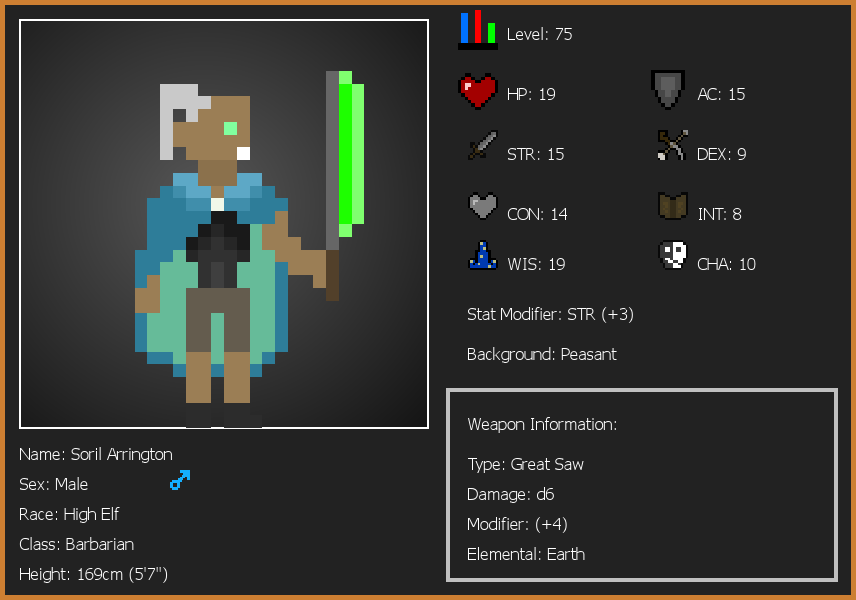 Level: 75
HP: 19
AC: 15
STR: 15
DEX: 9
CON: 14
INT: 8
WIS: 19
CHA: 10
Stat Modifier: STR (+3)
Background: Peasant
Weapon Information:
Type: Great Saw
Damage: d6
Modifier: (+4)
Elemental: Earth
Name: Soril Arrington
Sex: Male
Race: High Elf
Class: Barbarian
Height: 169cm (5'7")